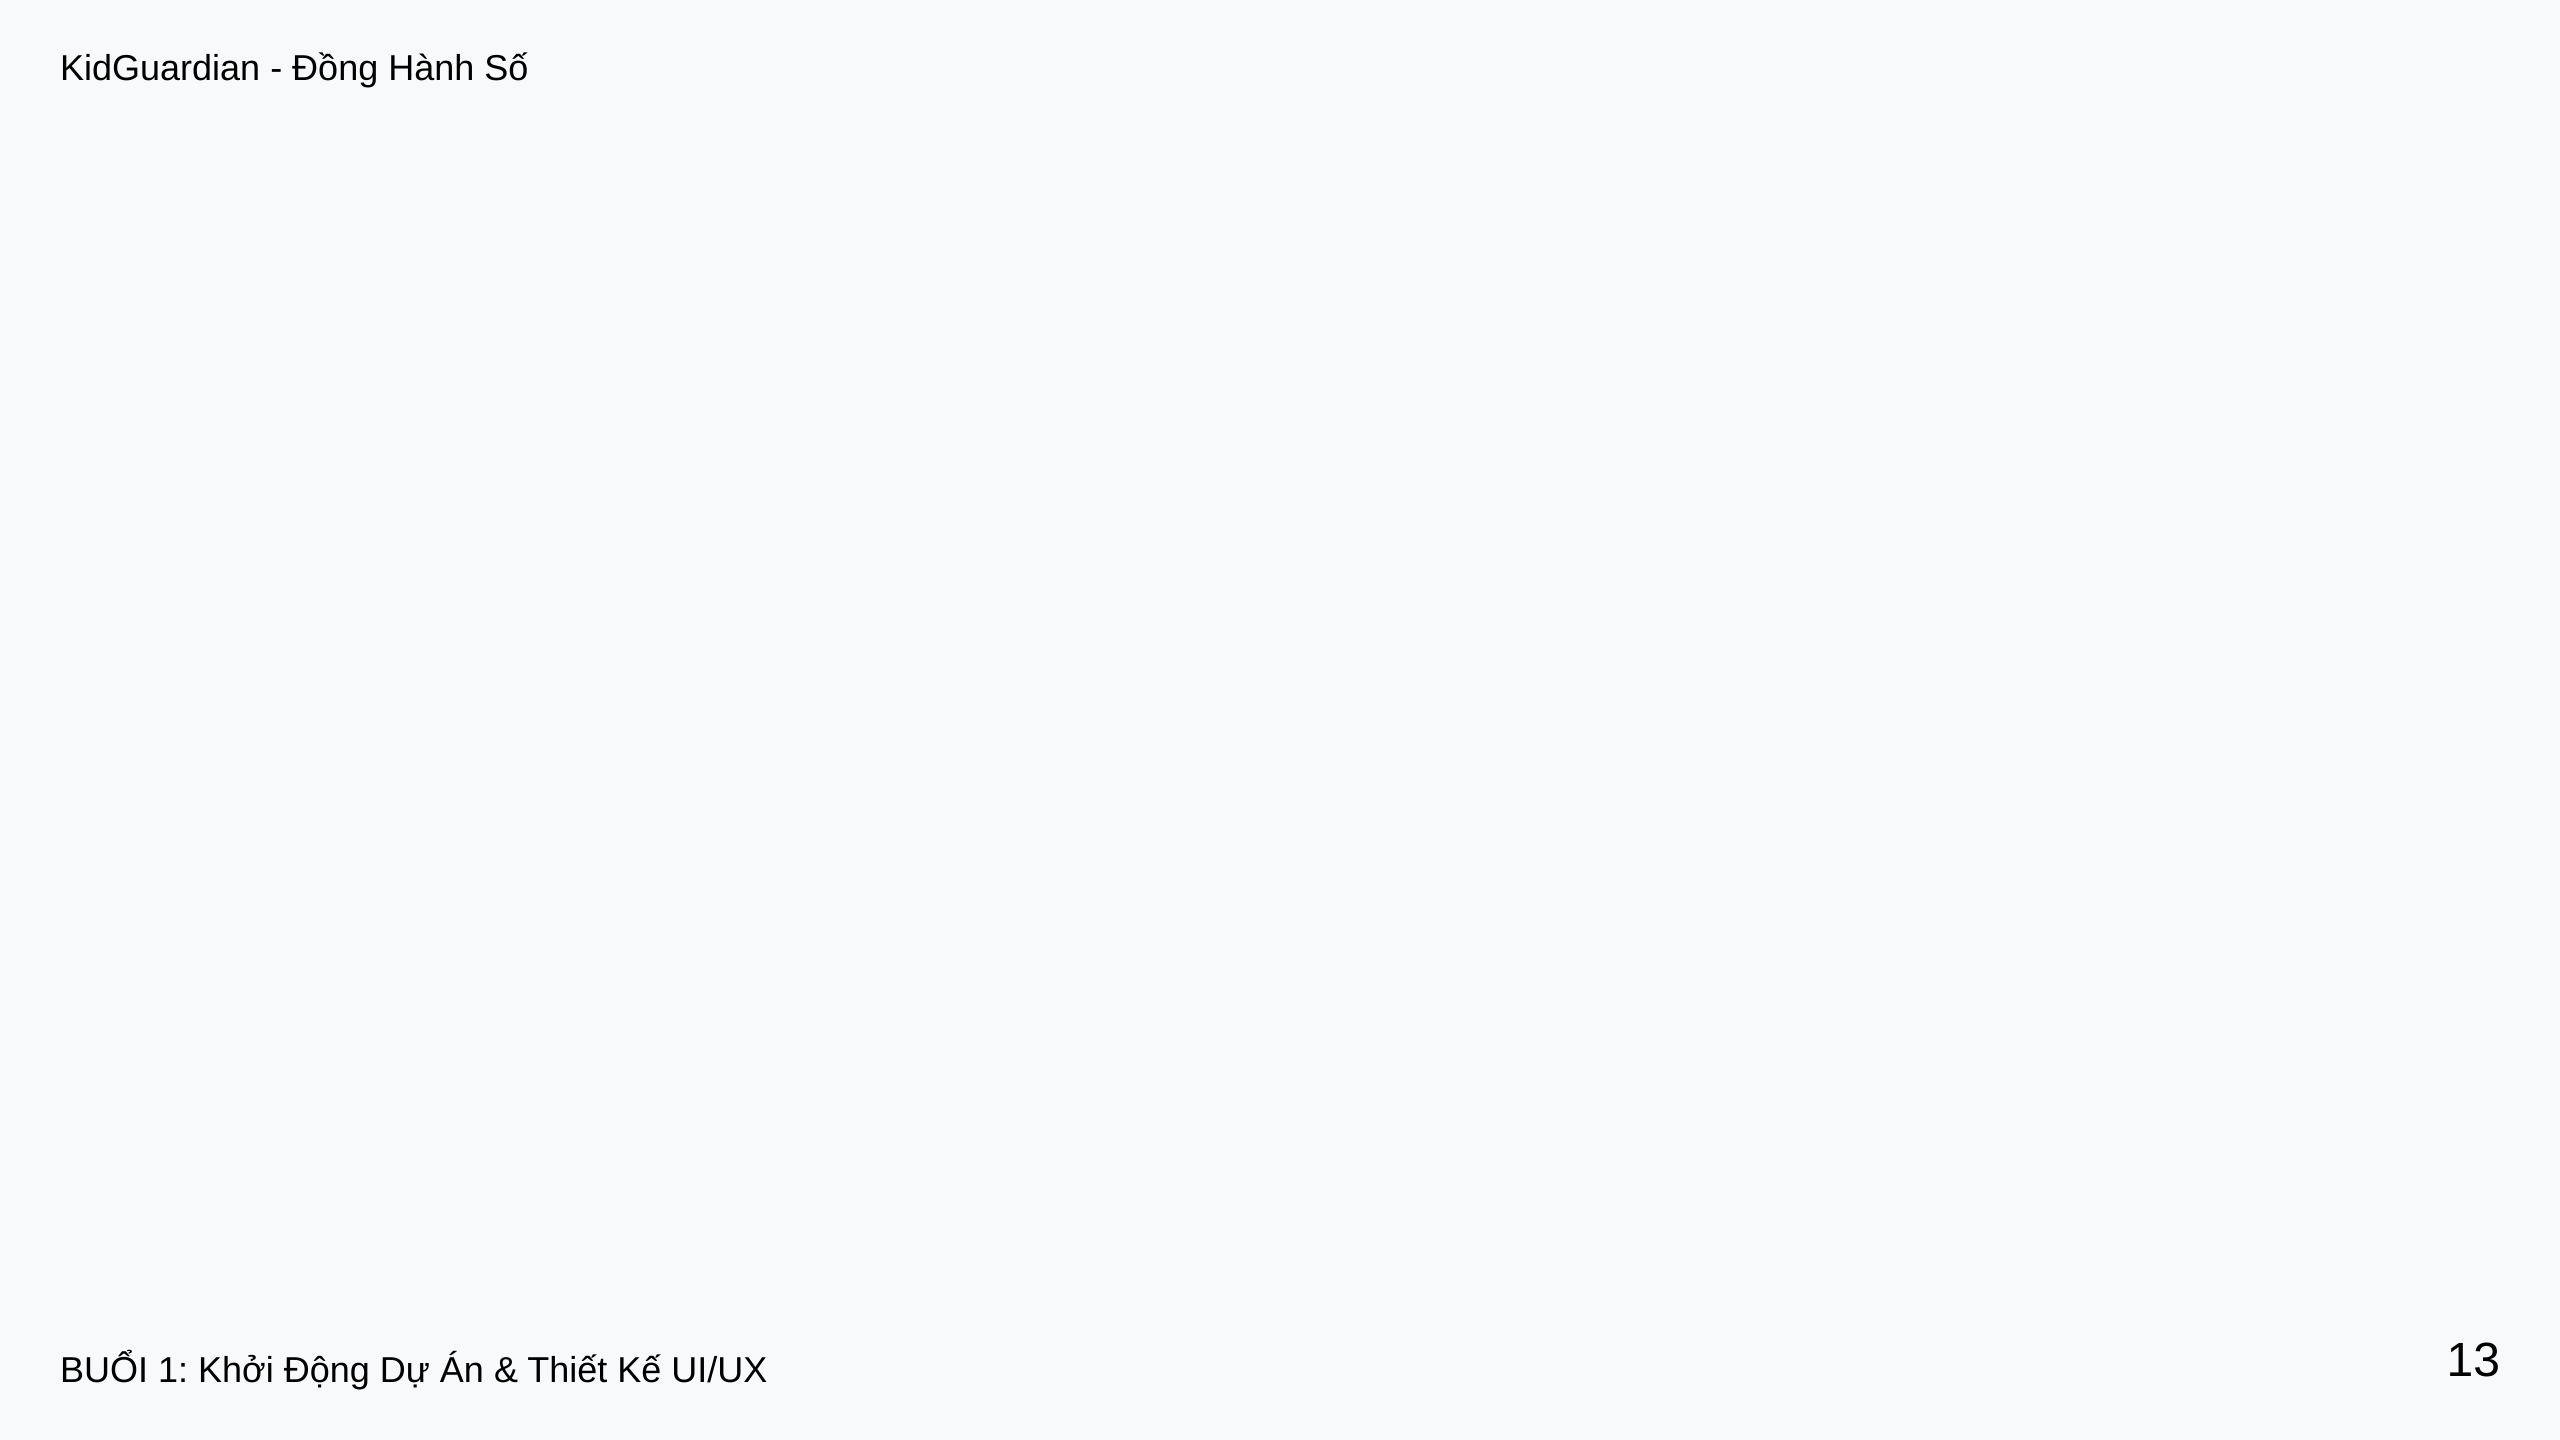 KidGuardian - Đồng Hành Số
BUỔI 1: Khởi Động Dự Án & Thiết Kế UI/UX
13